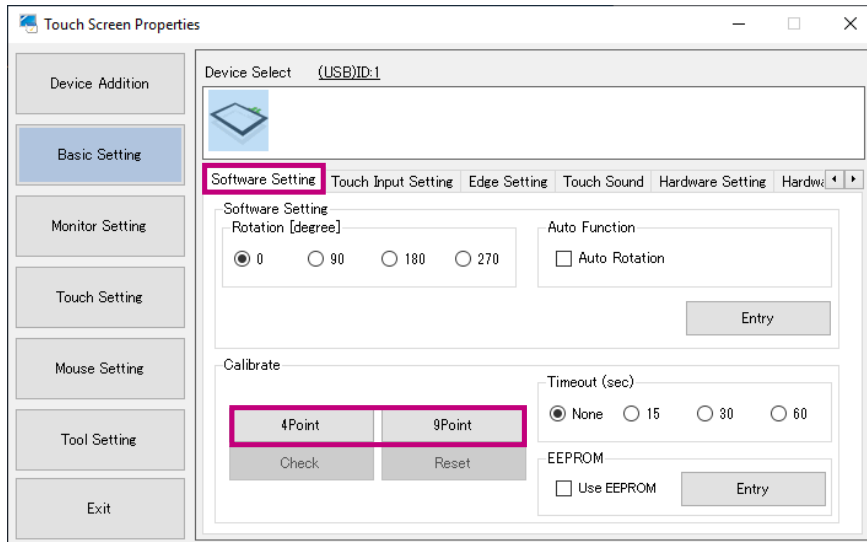 Touch Screen Properties
Device Addition
Basic Setting
Monitor Setting
Touch Setting
Mouse Setting
Tool Setting
Exit
Device Select (USB)ID:1
Software Setting Touch Input Setting Edge Setting Touch Sound Hardware Setting
Software Setting
Rotation [degree]
0 90 180 270
Auto Function
Auto Rotation
Entry
Calibrate
4Point 9Point
Check Reset
Timeout (sec)
None 15 30 60
EEPROM
Use EEPROM Entry